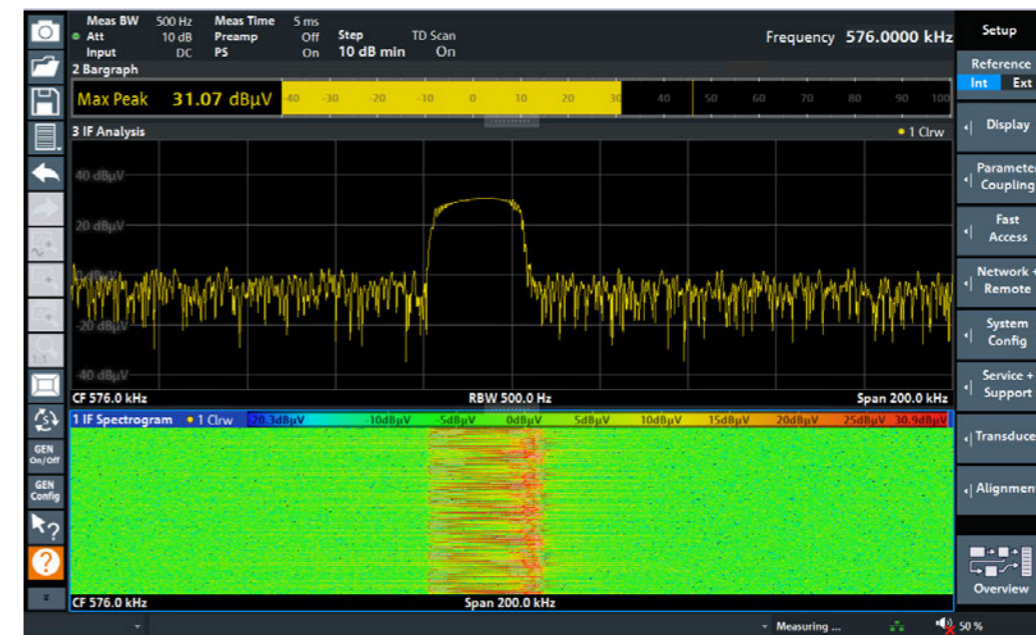 Meas BW 500 Hz Meas Time 5 ms
Att 10 dB Preamp Off Step TD Scan
Input DC PS On 10 dB min On
Frequency 576.0000 kHz
2 Bargraph
Max Peak 31.07 dBµV
-40 -30 -20 -10 0 10 20 30 40 50 60 70 80 90 100
3 IF Analysis 1 Clrw
40 dBµV
20 dBµV
0 dBµV
-20 dBµV
-40 dBµV
CF 576.0 kHz RBW 500.0 Hz Span 200.0 kHz
1 IF Spectrogram 1 Clrw -20.3dBµV -10dBµV -5dBµV 0dBµV 5dBµV 10dBµV 15dBµV 20dBµV 25dBµV 30.9dBµV
CF 576.0 kHz Span 200.0 kHz
Measuring ... 50 %
1:1
GEN
On/Off
GEN
Config
?
?
Setup
Reference
Int Ext
Display
Parameter
Coupling
Fast
Access
Network +
Remote
System
Config
Service +
Support
Transduce
Alignmen
Overview